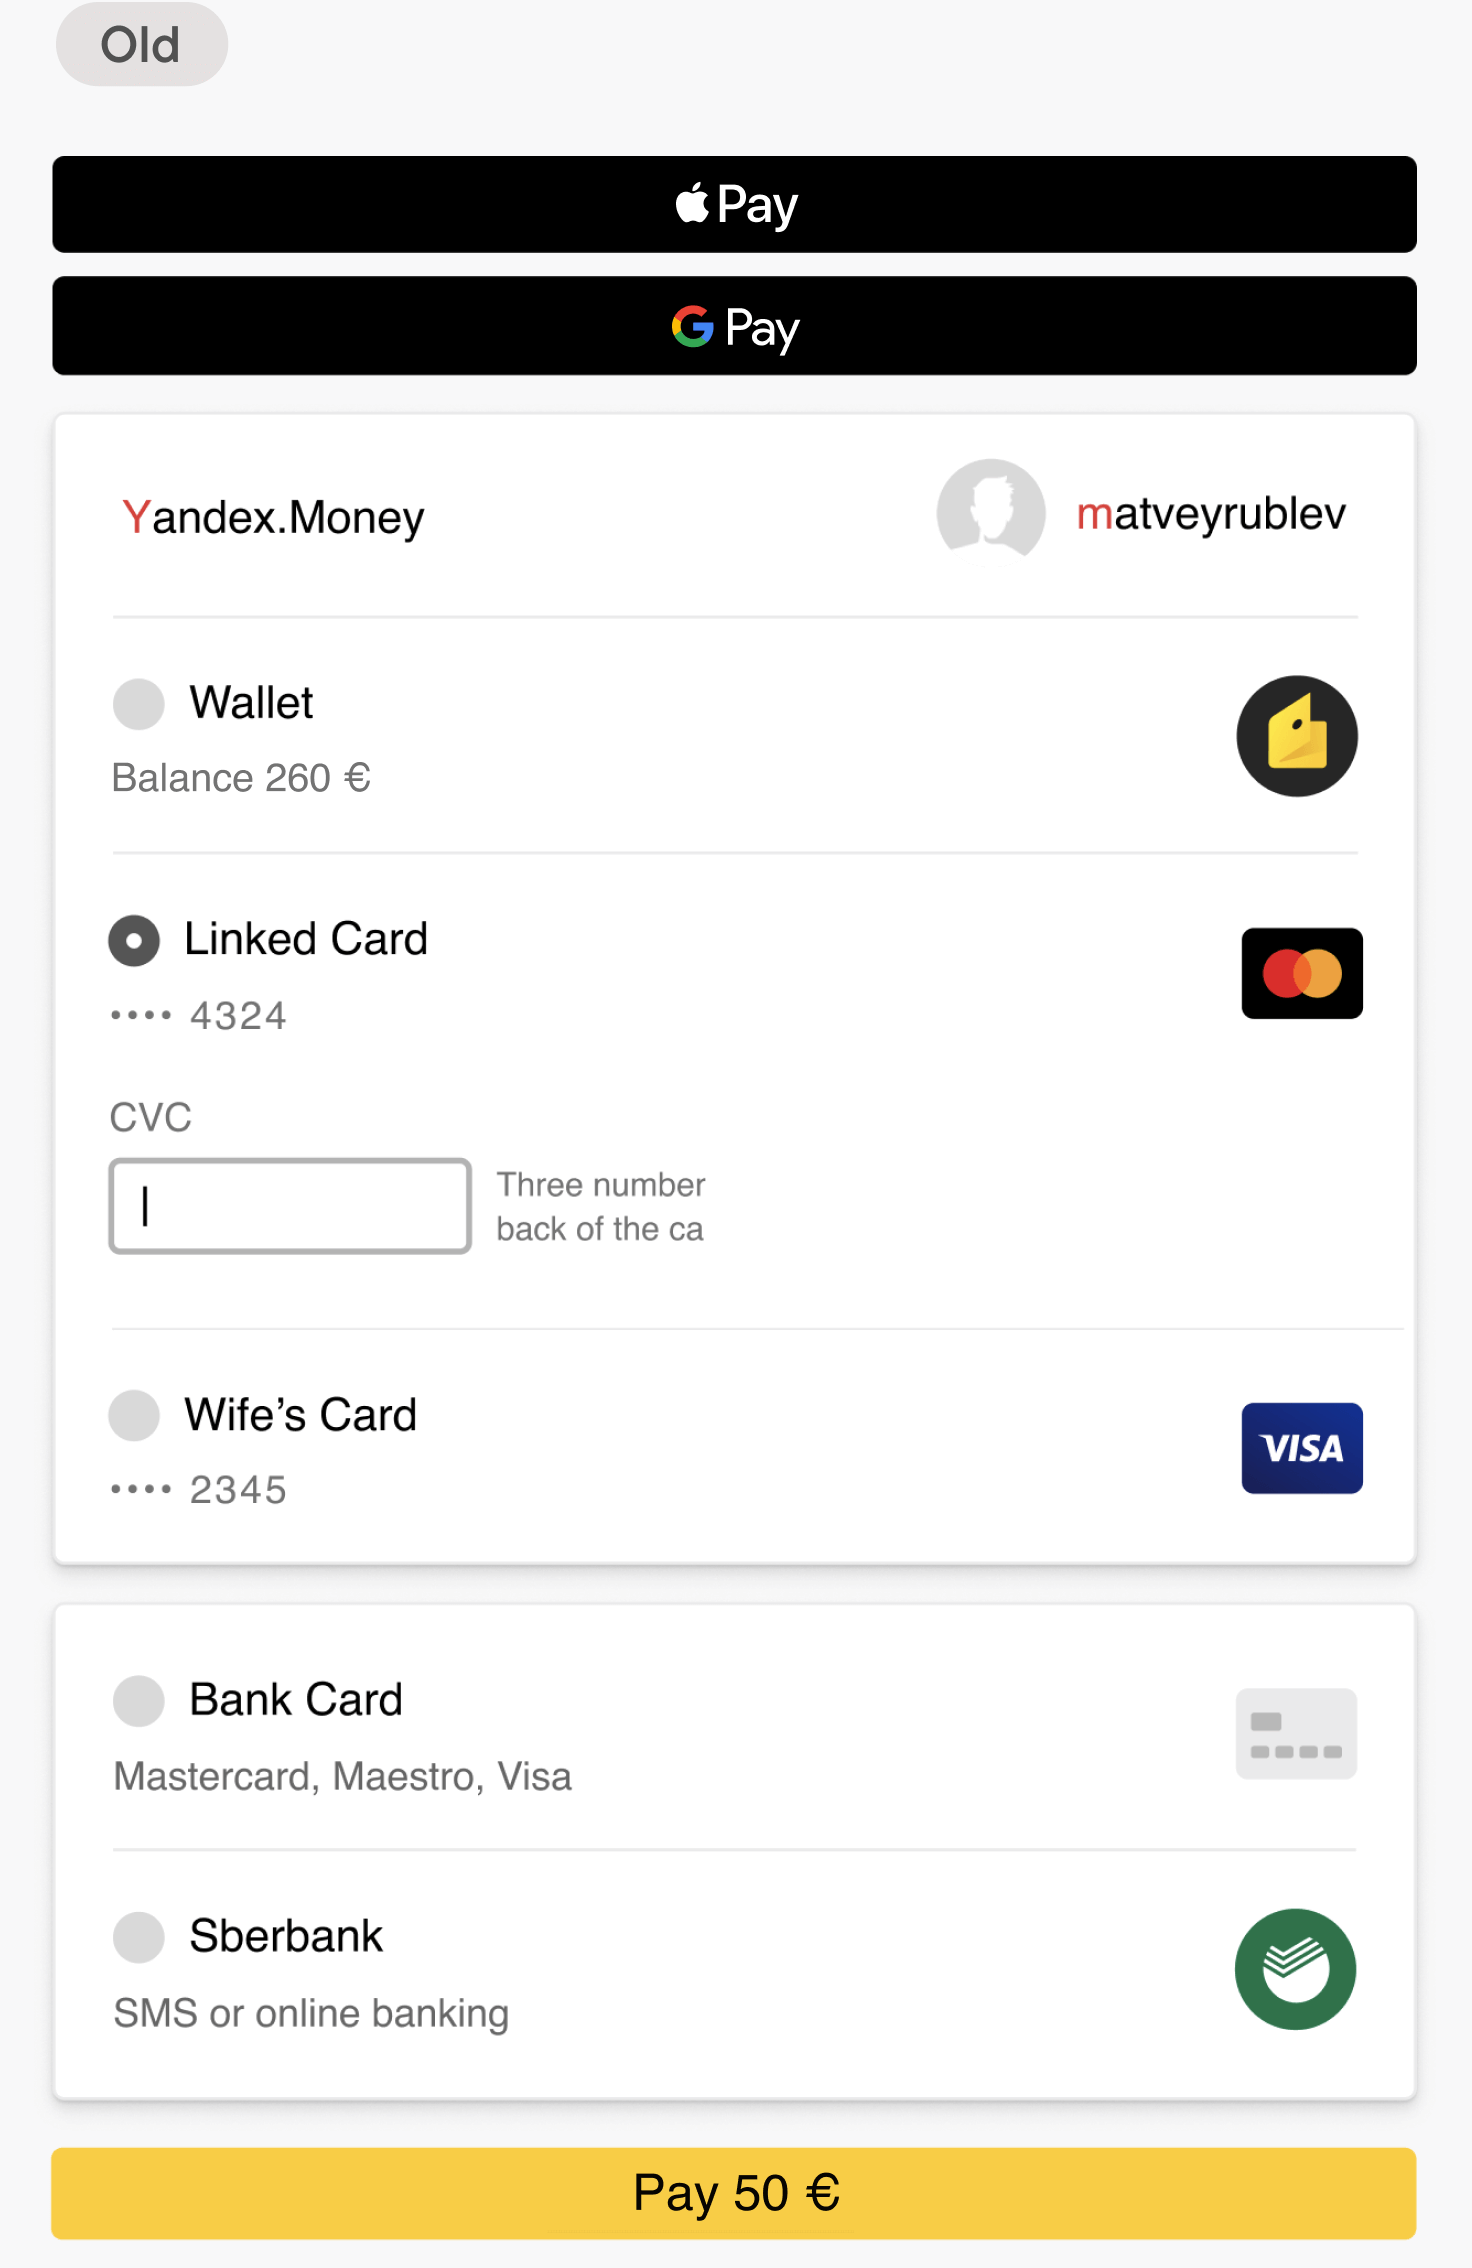 Old
Pay
G Pay
Yandex.Money
matveyrublev
Wallet
Balance 260 €
Linked Card
•••• 4324
CVC
Three number
back of the ca
Wife’s Card
•••• 2345
VISA
Bank Card
Mastercard, Maestro, Visa
Sberbank
SMS or online banking
Pay 50 €